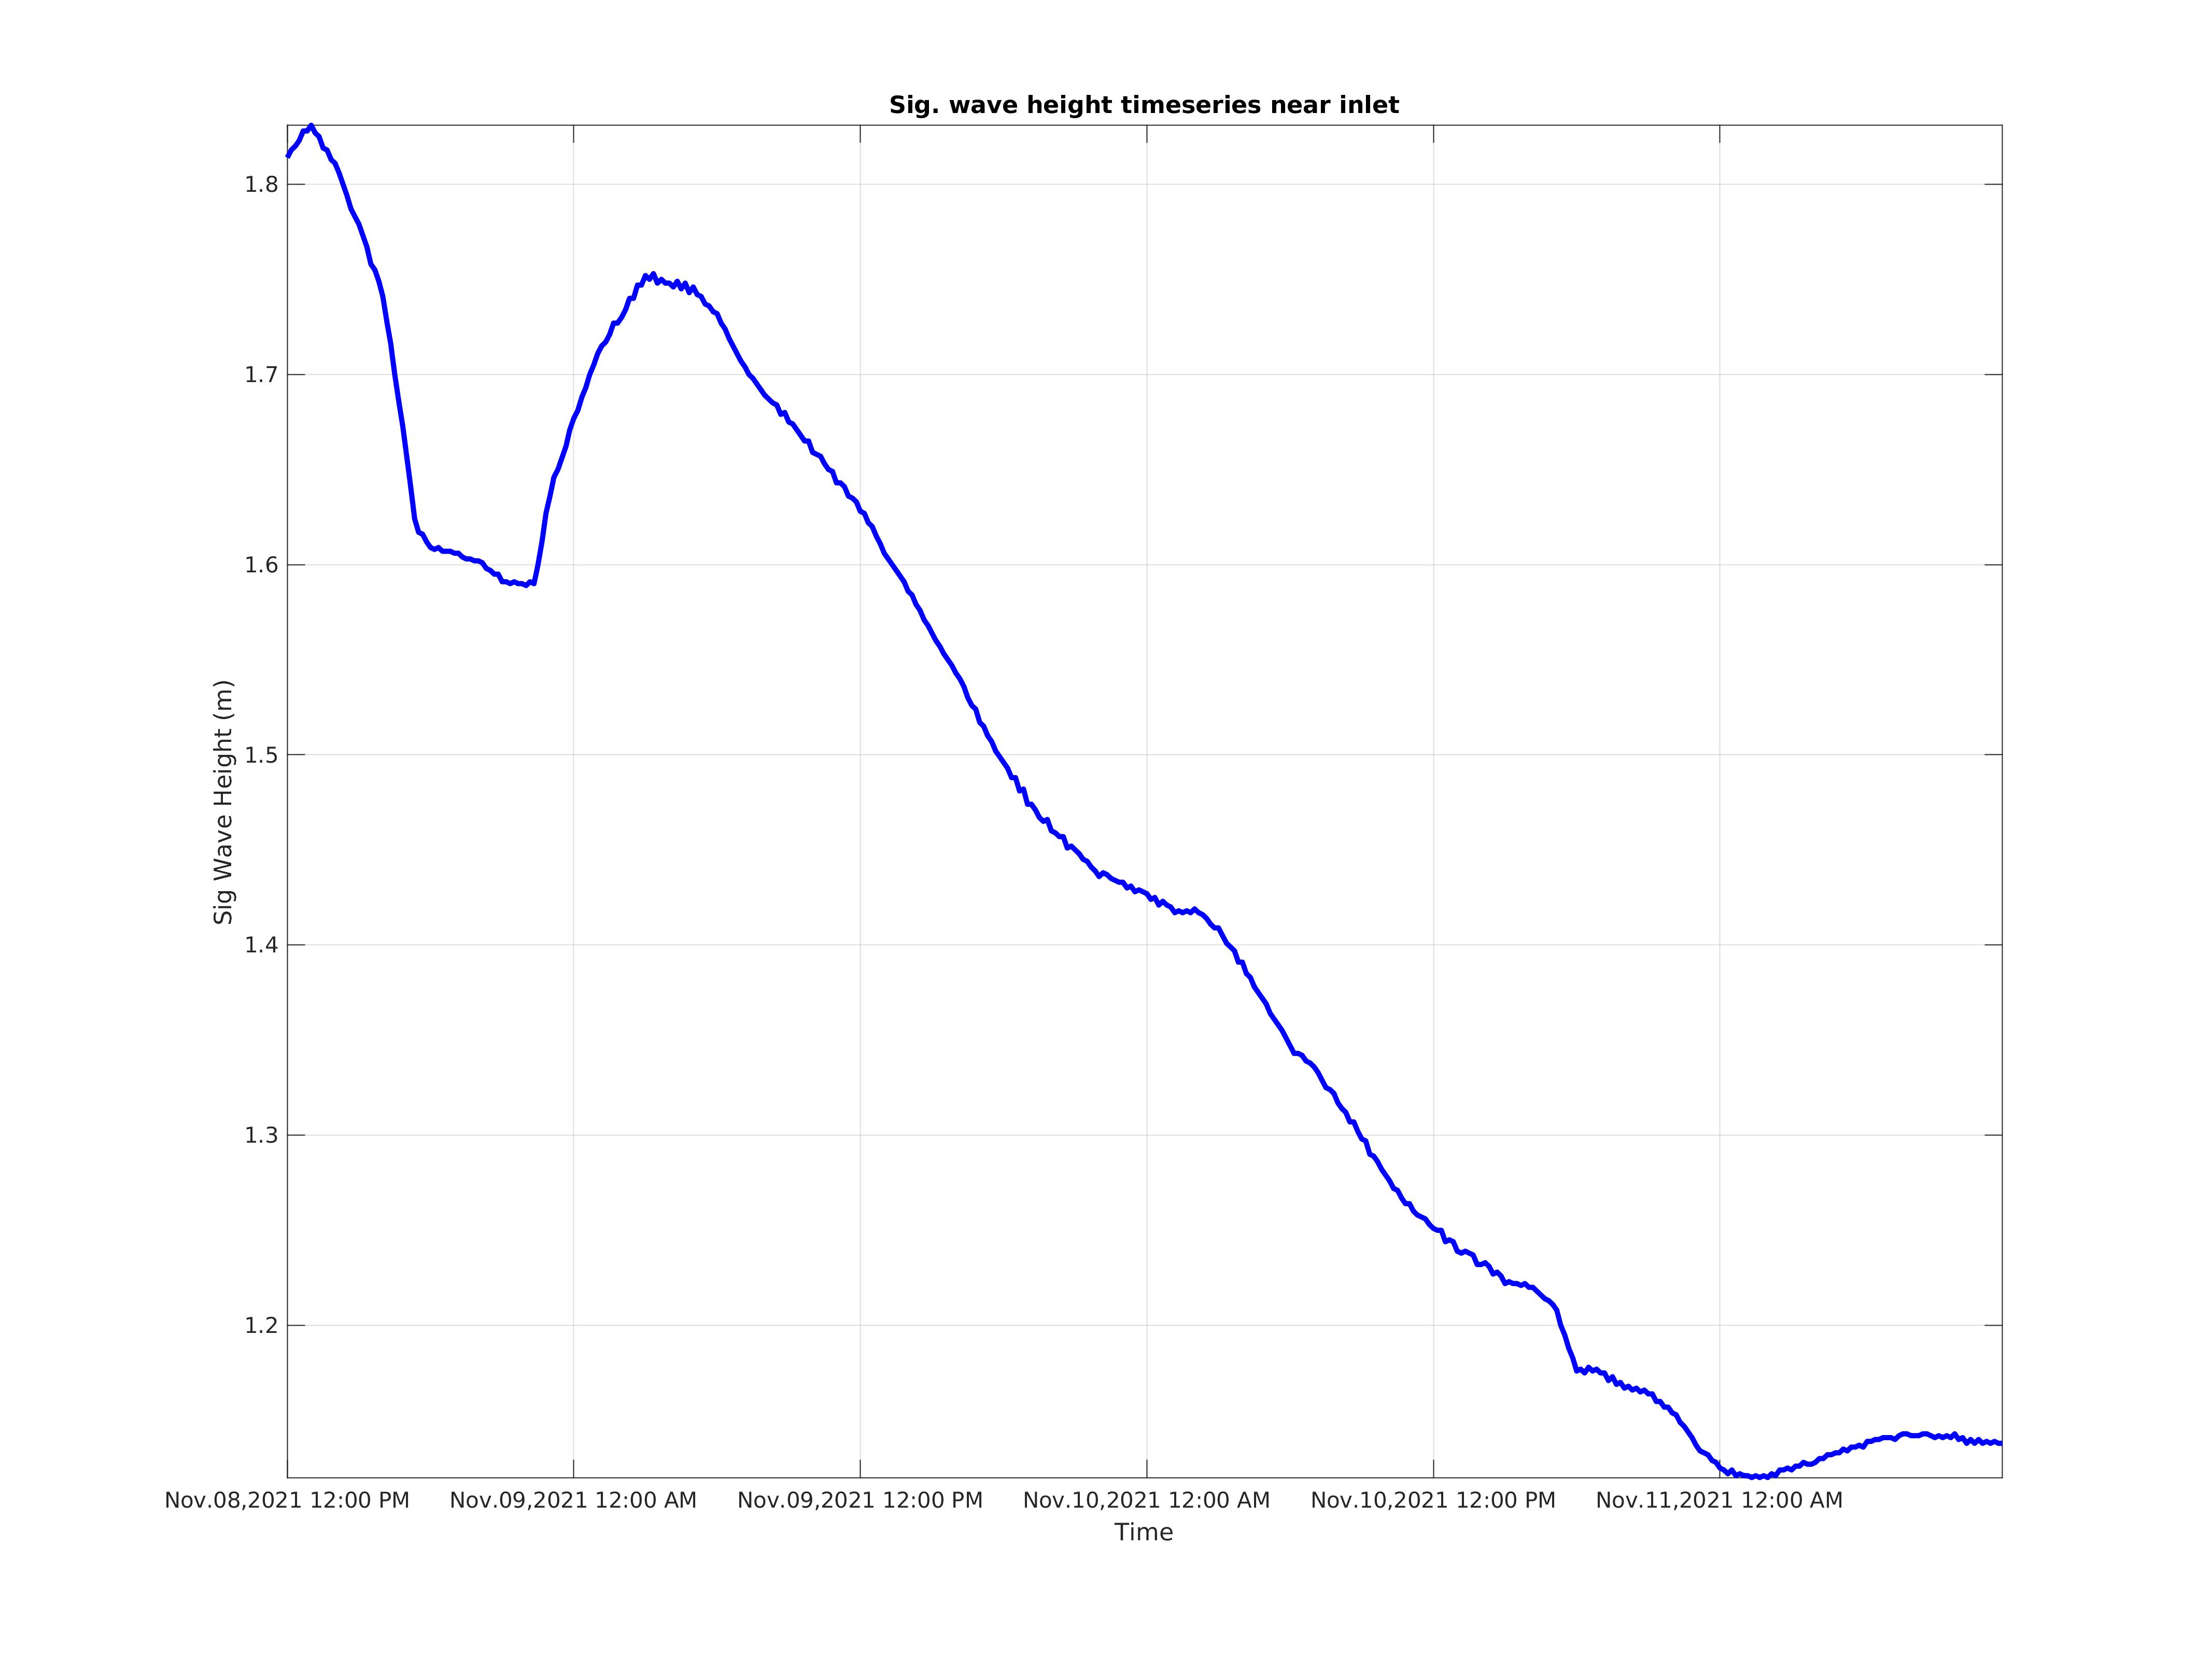 Sig. wave height timeseries near inlet
1.8
1.7
1.6
1.5
1.4
1.3
1.2
Sig Wave Height (m)
Nov.08,2021 12:00 PM
Nov.09,2021 12:00 AM
Nov.09,2021 12:00 PM
Nov.10,2021 12:00 AM
Nov.10,2021 12:00 PM
Nov.11,2021 12:00 AM
Time